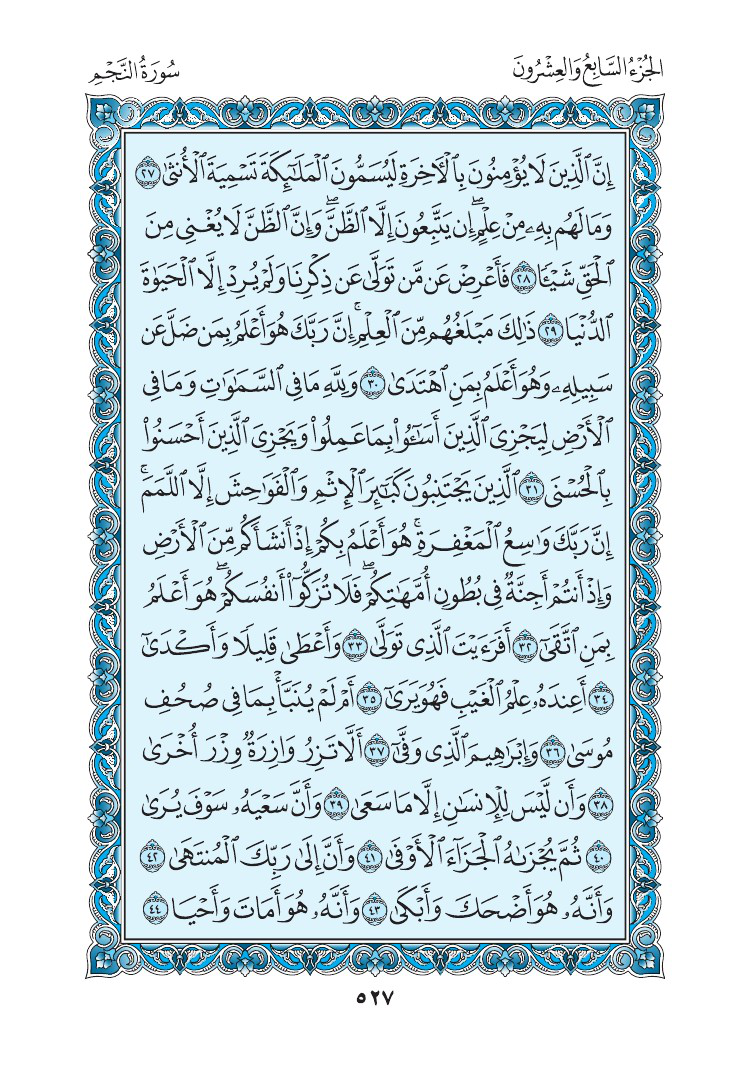 الجُزْءُ السَّابِعُ وَالعِشْرُونَ
سُورَةُ النَّجْمِ
إِنَّ ٱلَّذِينَ لَا يُؤْمِنُونَ بِٱلْأَخِرَةِ لَيُسَمُّونَ ٱلْمَلَـٰٓئِكَةَ تَسْمِيَةَ ٱلْأُنثَىٰ ٢٧
وَمَا لَهُم بِهِۦ مِنْ عِلْمٍ ۖ إِن يَتَّبِعُونَ إِلَّا ٱلظَّنَّ ۖ وَإِنَّ ٱلظَّنَّ لَا يُغْنِى مِنَ
ٱلْحَقِّ شَيْـًٔا ٢٨ فَأَعْرِضْ عَن مَّن تَوَلَّىٰ عَن ذِكْرِنَا وَلَمْ يُرِدْ إِلَّا ٱلْحَيَوٰةَ
ٱلدُّنْيَا ٢٩ ذَٰلِكَ مَبْلَغُهُم مِّنَ ٱلْعِلْمِ ۚ إِنَّ رَبَّكَ هُوَ أَعْلَمُ بِمَن ضَلَّ عَن
سَبِيلِهِۦ وَهُوَ أَعْلَمُ بِمَنِ ٱهْتَدَىٰ ٣٠ وَلِلَّهِ مَا فِى ٱلسَّمَـٰوَٰتِ وَمَا فِى
ٱلْأَرْضِ لِيَجْزِىَ ٱلَّذِينَ أَسَـٰٓـُٔوا۟ بِمَا عَمِلُوا۟ وَيَجْزِىَ ٱلَّذِينَ أَحْسَنُوا۟
بِٱلْحُسْنَى ٣١ ٱلَّذِينَ يَجْتَنِبُونَ كَبَـٰٓئِرَ ٱلْإِثْمِ وَٱلْفَوَٰحِشَ إِلَّا ٱللَّمَمَ ۚ
إِنَّ رَبَّكَ وَٰسِعُ ٱلْمَغْفِرَةِ ۚ هُوَ أَعْلَمُ بِكُمْ إِذْ أَنشَأَكُم مِّنَ ٱلْأَرْضِ
وَإِذْ أَنتُمْ أَجِنَّةٌ فِى بُطُونِ أُمَّهَـٰتِكُمْ ۖ فَلَا تُزَكُّوٓا۟ أَنفُسَكُمْ ۖ هُوَ أَعْلَمُ
بِمَنِ ٱتَّقَىٰٓ ٣٢ أَفَرَءَيْتَ ٱلَّذِى تَوَلَّىٰ ٣٣ وَأَعْطَىٰ قَلِيلًا وَأَكْدَىٰٓ
٣٤ أَعِندَهُۥ عِلْمُ ٱلْغَيْبِ فَهُوَ يَرَىٰٓ ٣٥ أَمْ لَمْ يُنَبَّأْ بِمَا فِى صُحُفِ
مُوسَىٰ ٣٦ وَإِبْرَٰهِيمَ ٱلَّذِى وَفَّىٰٓ ٣٧ أَلَّا تَزِرُ وَازِرَةٌ وِزْرَ أُخْرَىٰ
٣٨ وَأَن لَّيْسَ لِلْإِنسَـٰنِ إِلَّا مَا سَعَىٰ ٣٩ وَأَنَّ سَعْيَهُۥ سَوْفَ يُرَىٰ
٤٠ ثُمَّ يُجْزَىٰهُ ٱلْجَزَآءَ ٱلْأَوْفَىٰ ٤١ وَأَنَّ إِلَىٰ رَبِّكَ ٱلْمُنتَهَىٰ ٤٢
وَأَنَّهُۥ هُوَ أَضْحَكَ وَأَبْكَىٰ ٤٣ وَأَنَّهُۥ هُوَ أَمَاتَ وَأَحْيَا ٤٤
٥٢٧